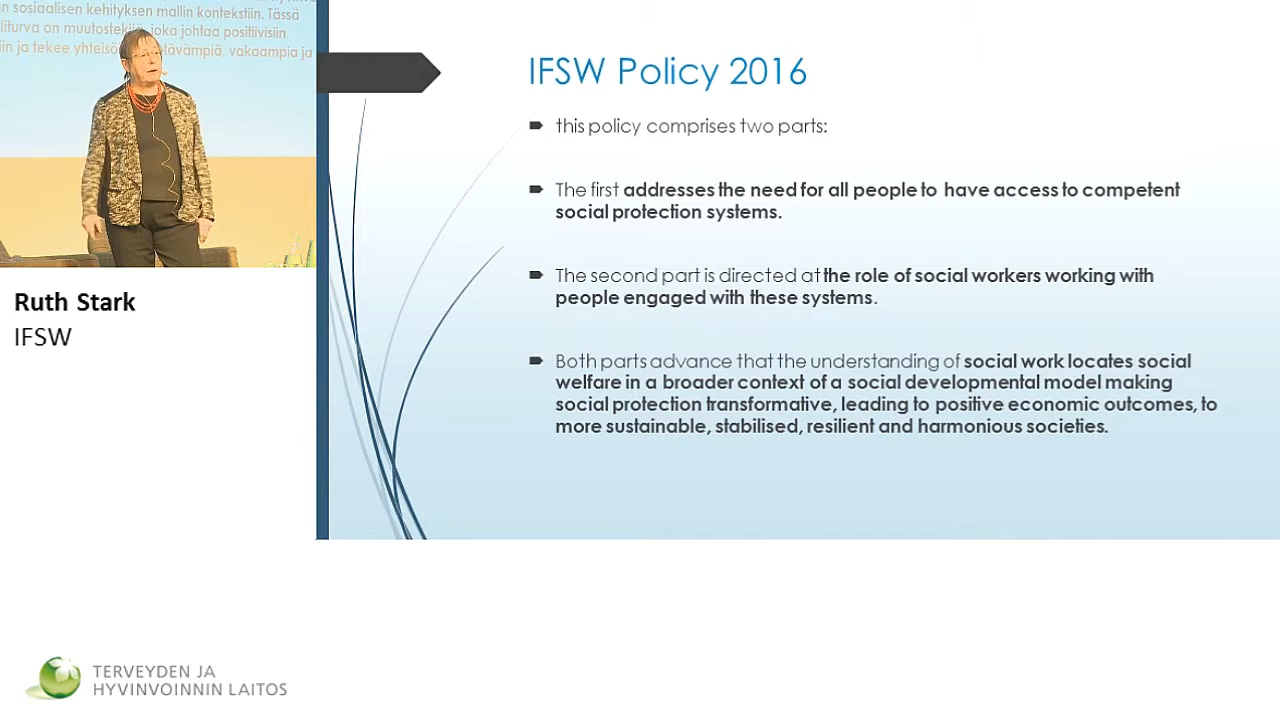 n sosiaalisen kehityksen mallin kontekstiin. Tässä
liturva on muutostekijä, joka johtaa positiivisiin
iin ja tekee vakaampia ja
Ruth Stark
IFSW
IFSW Policy 2016
this policy comprises two parts:
The first addresses the need for all people to have access to competent
social protection systems.
The second part is directed at the role of social workers working with
people engaged with these systems.
Both parts advance that the understanding of social work locates social
welfare in a broader context of a social developmental model making
social protection transformative, leading to positive economic outcomes, to
more sustainable, stabilised, resilient and harmonious societies.
TERVEYDEN JA
HYVINVOINNIN LAITOS